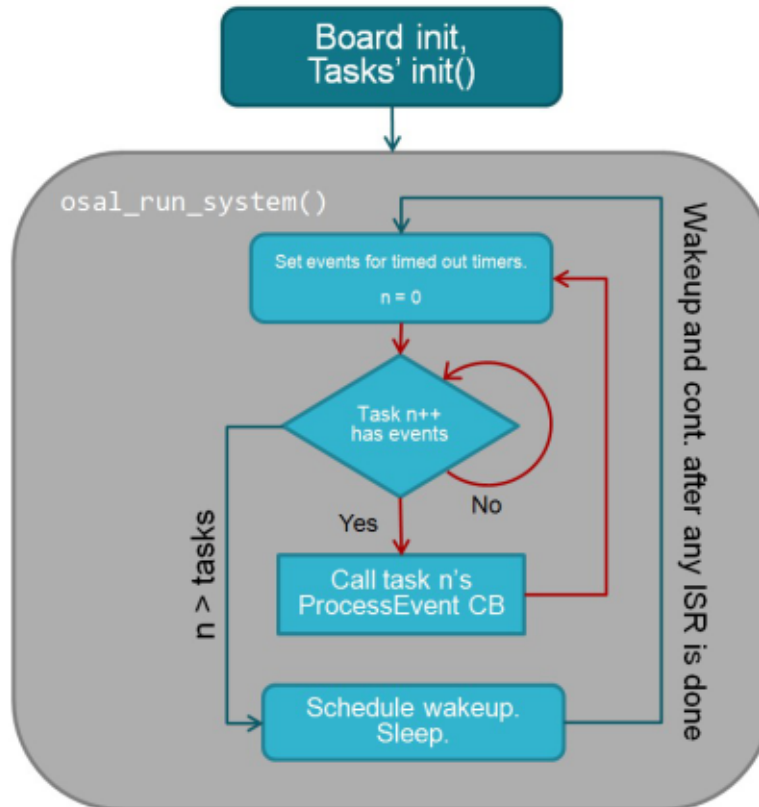 Board init,
Tasks' init()
osal_run_system()
Set events for timed out timers.
n = 0
Task n++
has events
No
Yes
Call task n's
ProcessEvent CB
n > tasks
Schedule wakeup.
Sleep.
Wakeup and cont. after any ISR is done